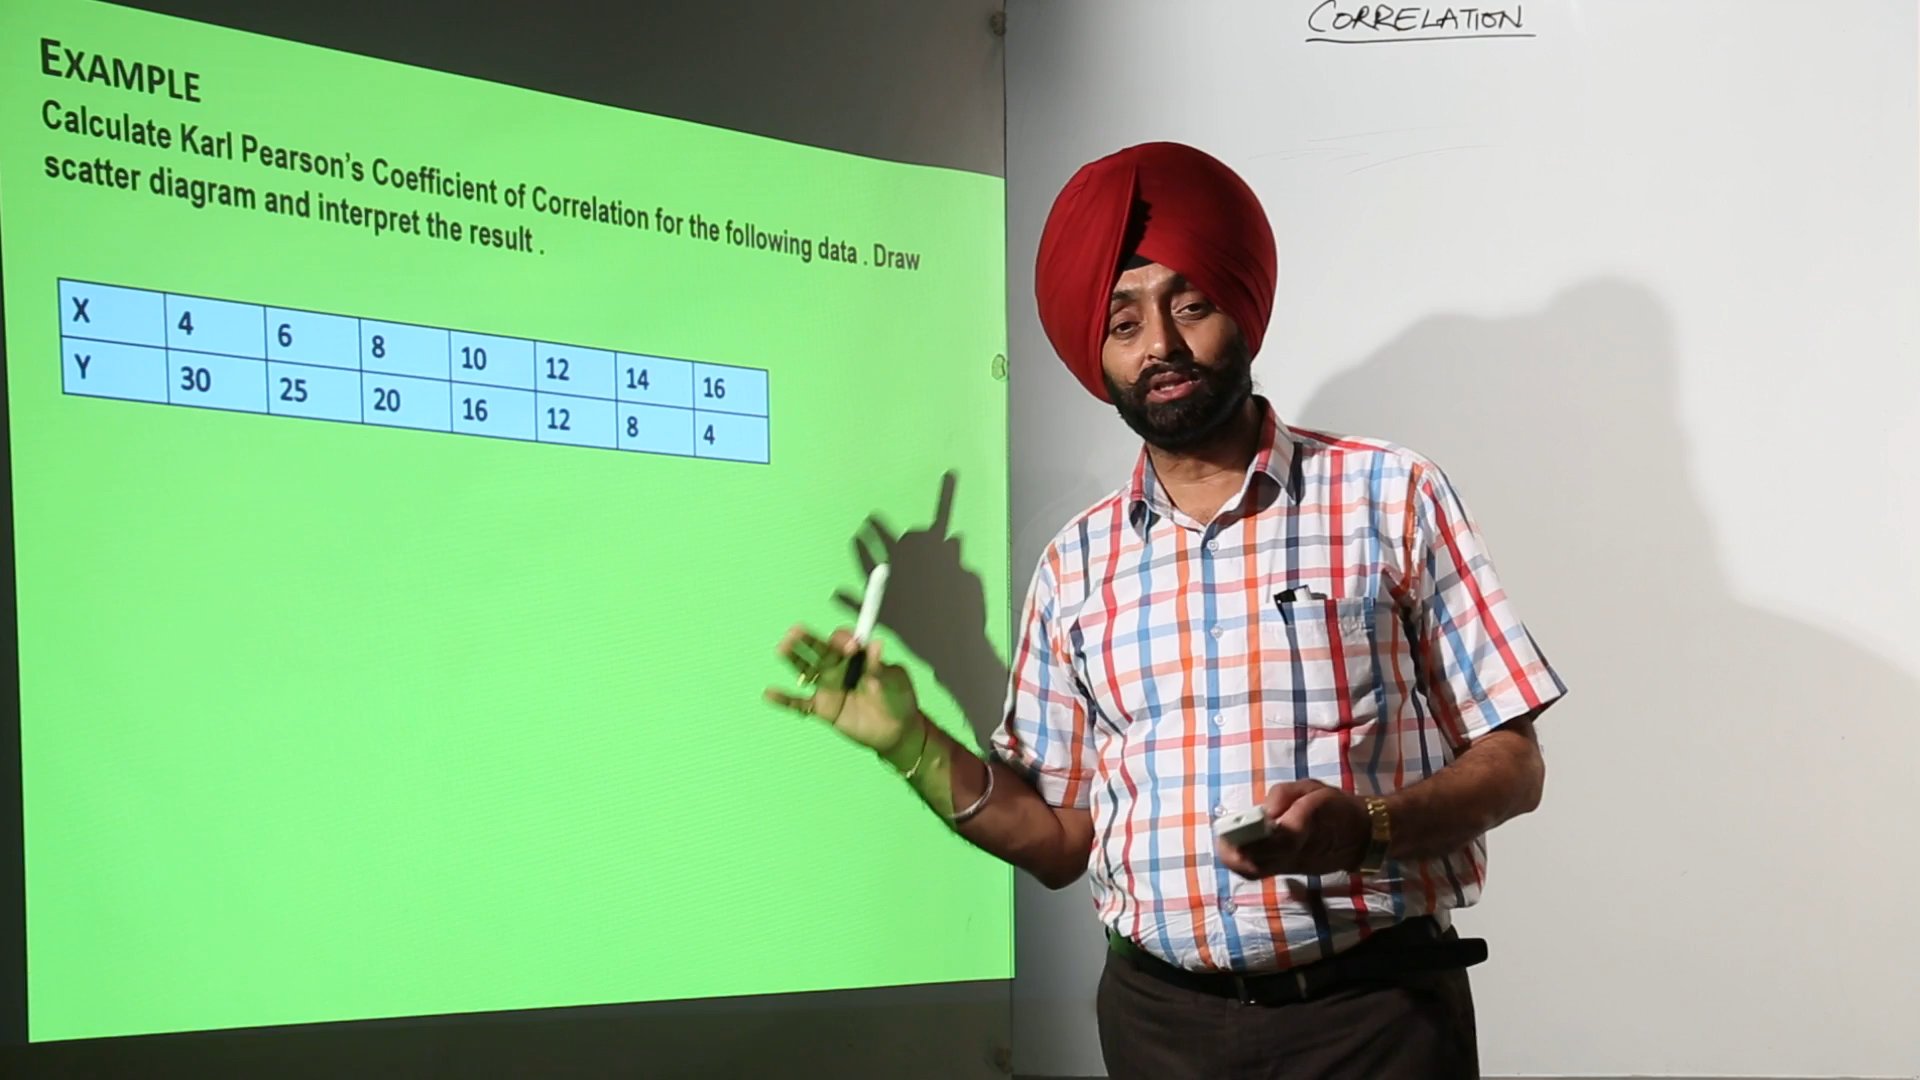 CORRELATION
EXAMPLE
Calculate Karl Pearson's Coefficient of Correlation for the following data . Draw
scatter diagram and interpret the result .
X 4 6 8 10 12 14 16
Y 30 25 20 16 12 8 4